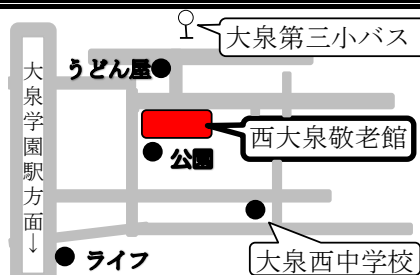 大泉第三小バス
うどん屋
大泉学園駅方面↓
西大泉敬老館
公園
大泉西中学校
ライフ